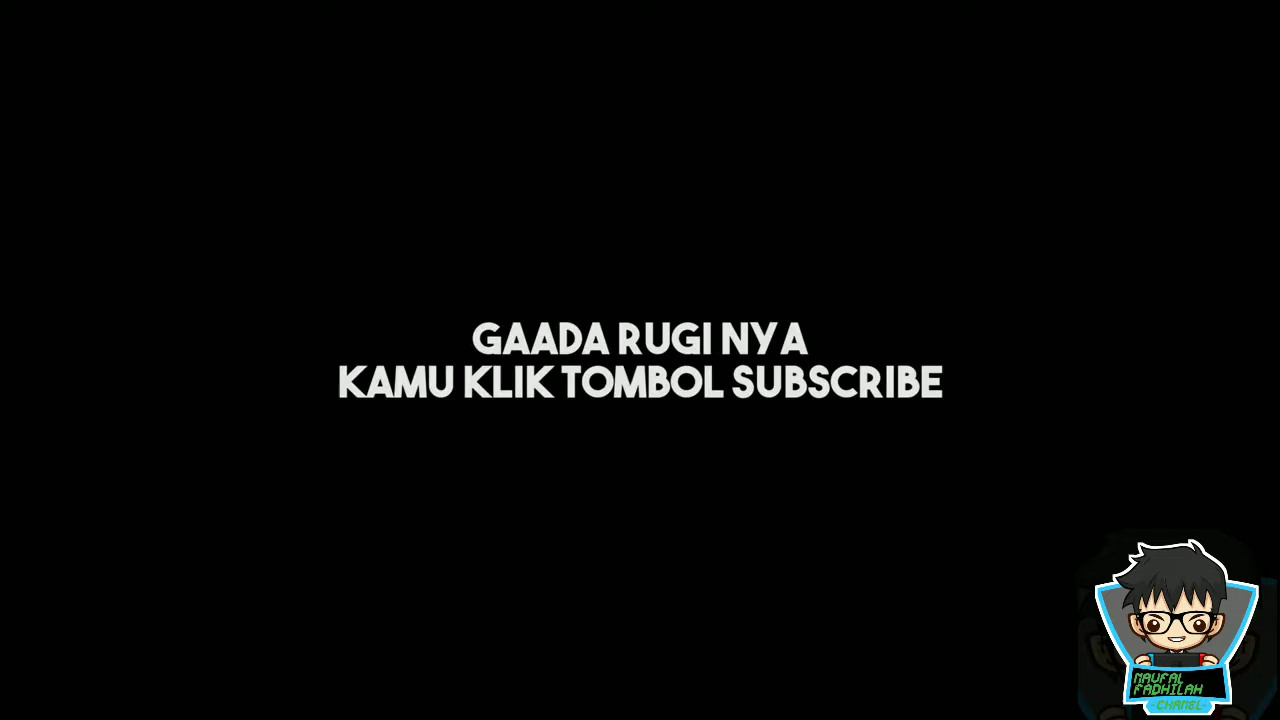 GAADA RUGI NYA
KAMU KLIK TOMBOL SUBSCRIBE
NAUFAL
FADHILAH
-CHANEL-